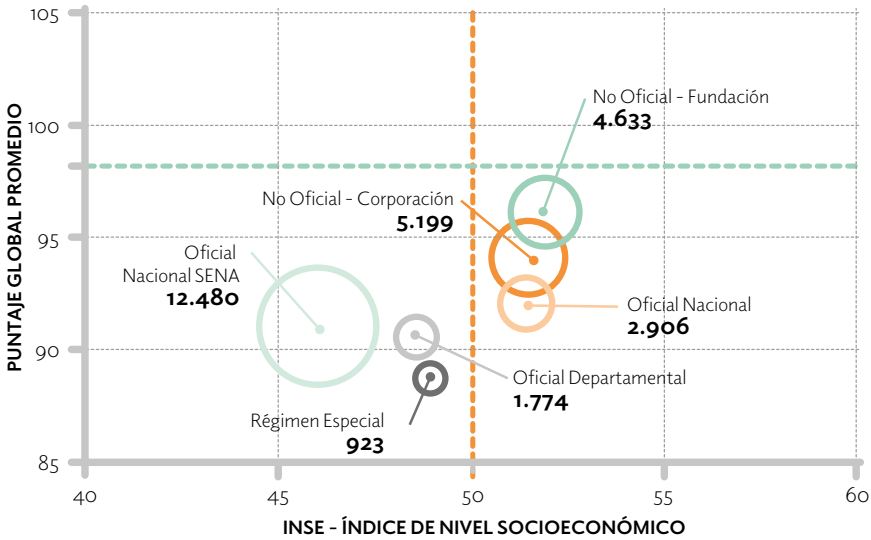 PUNTAJE GLOBAL PROMEDIO
105
100
95
90
85
No Oficial - Fundación
4.633
No Oficial - Corporación
5.199
Oficial
Nacional SENA
12.480
Oficial Nacional
2.906
Oficial Departamental
1.774
Régimen Especial
923
40
45
50
55
60
INSE - ÍNDICE DE NIVEL SOCIOECONÓMICO